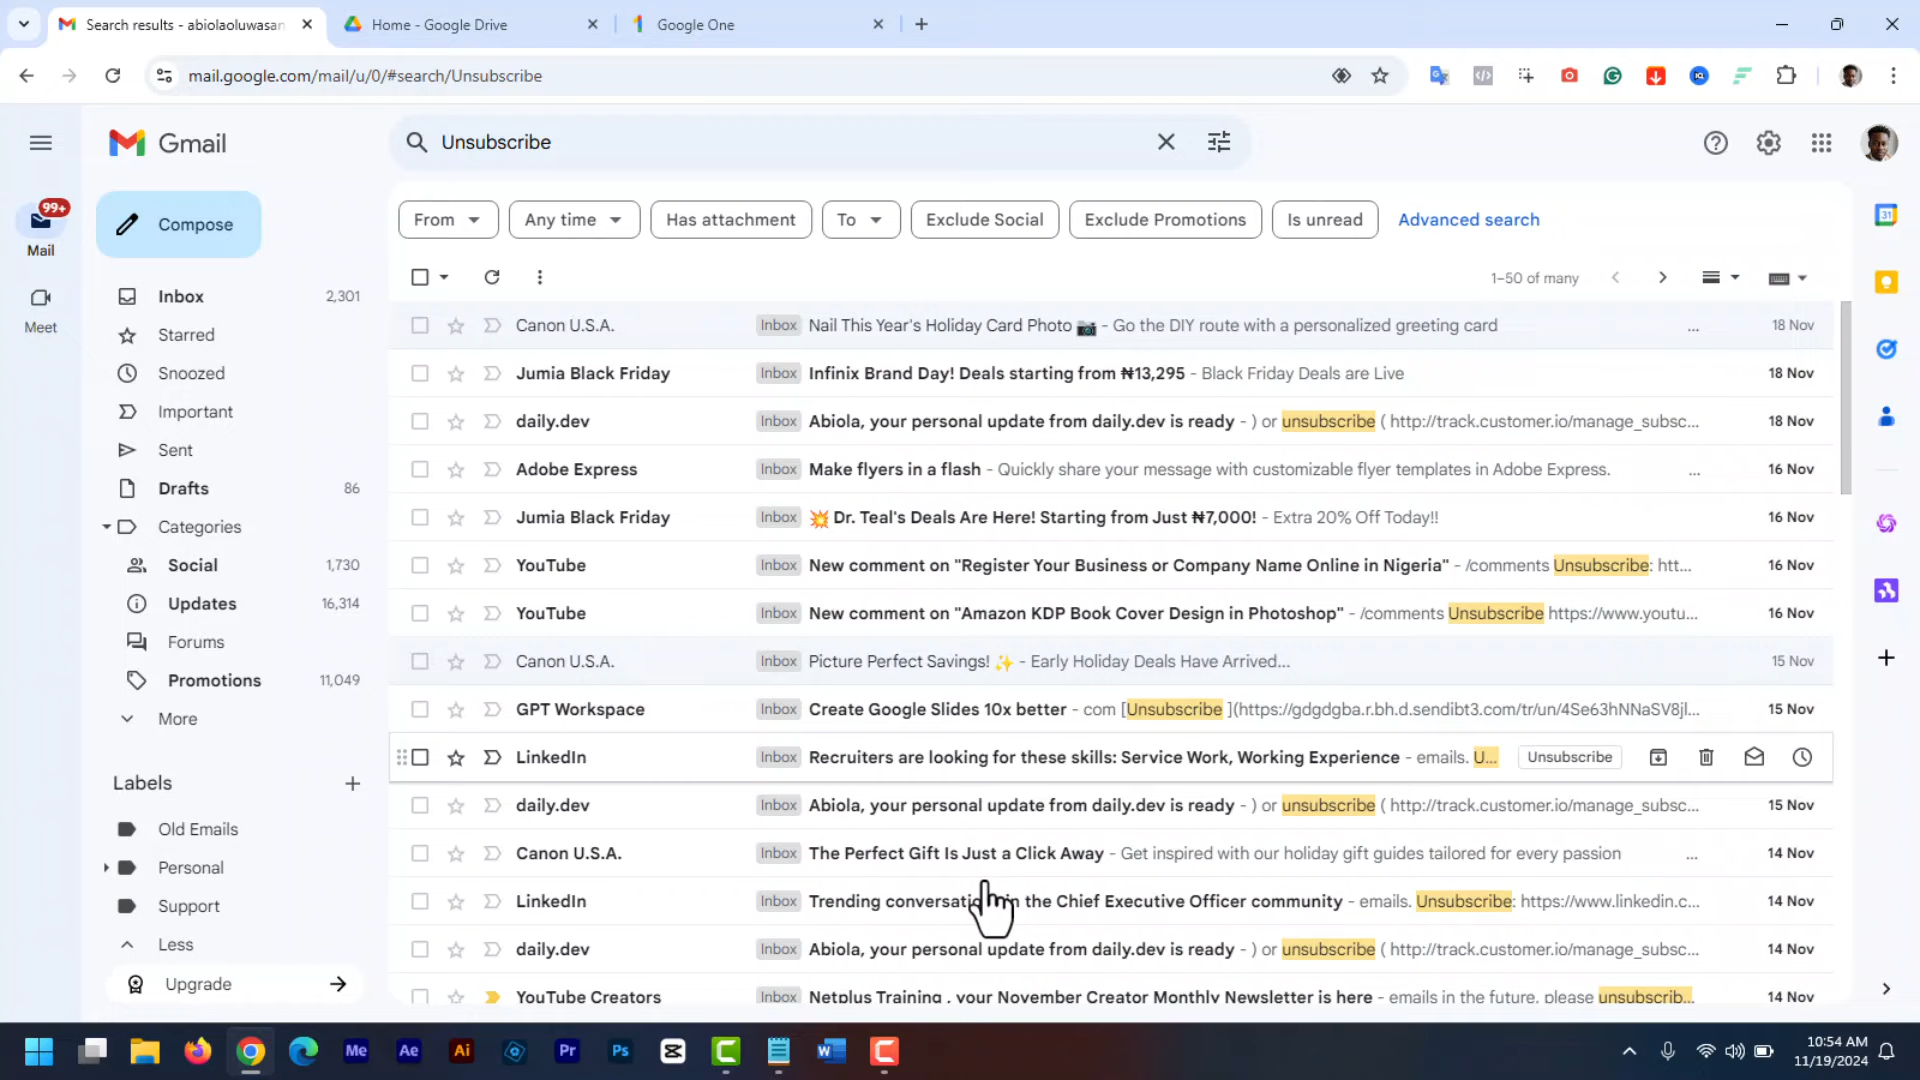 Search results - abiolaoluwasan
Home - Google Drive
Google One
mail.google.com/mail/u/0/#search/Unsubscribe
Gmail
Unsubscribe
99+
Mail
Meet
Compose
Inbox 2,301
Starred
Snoozed
Important
Sent
Drafts 86
Categories
Social 1,730
Updates 16,314
Forums
Promotions 11,049
More
Labels
Old Emails
Personal
Support
Less
Upgrade
From
Any time
Has attachment
To
Exclude Social
Exclude Promotions
Is unread
Advanced search
1–50 of many
Canon U.S.A. Inbox Nail This Year's Holiday Card Photo 📷 - Go the DIY route with a personalized greeting card ... 18 Nov
Jumia Black Friday Inbox Infinix Brand Day! Deals starting from ₦13,295 - Black Friday Deals are Live 18 Nov
daily.dev Inbox Abiola, your personal update from daily.dev is ready - ) or unsubscribe ( http://track.customer.io/manage_subsc... 18 Nov
Adobe Express Inbox Make flyers in a flash - Quickly share your message with customizable flyer templates in Adobe Express. ... 16 Nov
Jumia Black Friday Inbox 💥 Dr. Teal's Deals Are Here! Starting from Just ₦7,000! - Extra 20% Off Today!! 16 Nov
YouTube Inbox New comment on "Register Your Business or Company Name Online in Nigeria" - /comments Unsubscribe: htt... 16 Nov
YouTube Inbox New comment on "Amazon KDP Book Cover Design in Photoshop" - /comments Unsubscribe https://www.youtu... 16 Nov
Canon U.S.A. Inbox Picture Perfect Savings! ✨ - Early Holiday Deals Have Arrived... 15 Nov
GPT Workspace Inbox Create Google Slides 10x better - com [Unsubscribe ](https://gdgdgba.r.bh.d.sendibt3.com/tr/un/4Se63hNNaSV8jl... 15 Nov
LinkedIn Inbox Recruiters are looking for these skills: Service Work, Working Experience - emails. U... Unsubscribe
daily.dev Inbox Abiola, your personal update from daily.dev is ready - ) or unsubscribe ( http://track.customer.io/manage_subsc... 15 Nov
Canon U.S.A. Inbox The Perfect Gift Is Just a Click Away - Get inspired with our holiday gift guides tailored for every passion ... 14 Nov
LinkedIn Inbox Trending in the Chief Executive Officer community - emails. Unsubscribe: https://www.linkedin.c... 14 Nov
daily.dev Inbox Abiola, your personal update from daily.dev is ready - ) or unsubscribe ( http://track.customer.io/manage_subsc... 14 Nov
YouTube Creators Inbox Netplus Training , your November Creator Monthly Newsletter is here - emails in the future, please unsubscrib... 14 Nov
31
Me
Ae
Ai
Pr
Ps
10:54 AM
11/19/2024